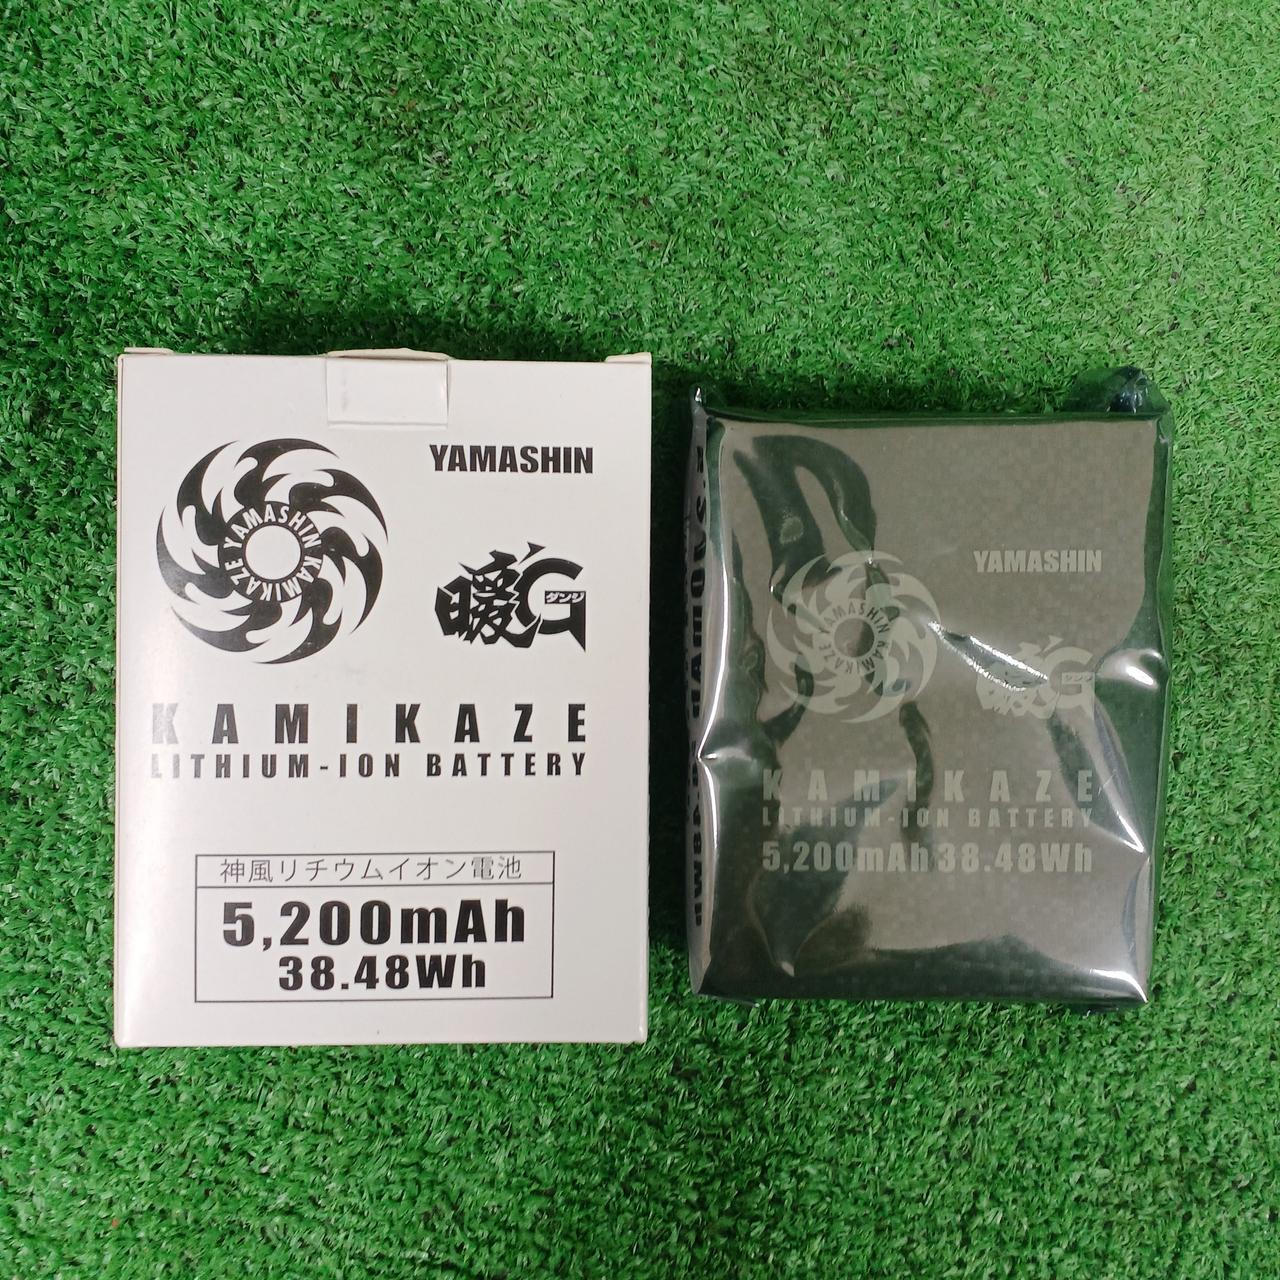 YAMASHIN
YAMASHIN KAMIKAZE
暖G
ダンジ
KAMIKAZE
LITHIUM-ION BATTERY
神風リチウムイオン電池
5,200mAh
38.48Wh
YAMASHIN
YAMASHIN KAMIKAZE
暖G
ダンジ
KAMIKAZE
LITHIUM-ION BATTERY
5,200mAh 38.48Wh